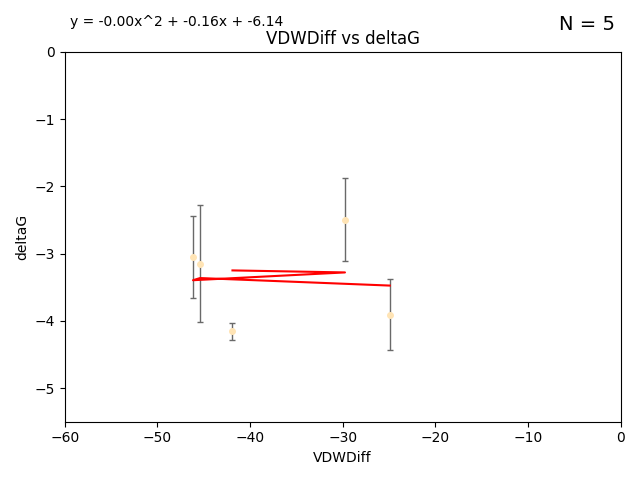 y = -0.00x^2 + -0.16x + -6.14
N = 5
VDWDiff vs deltaG
0
−1
−2
−3
−4
−5
deltaG
−60
−50
−40
−30
−20
−10
0
VDWDiff